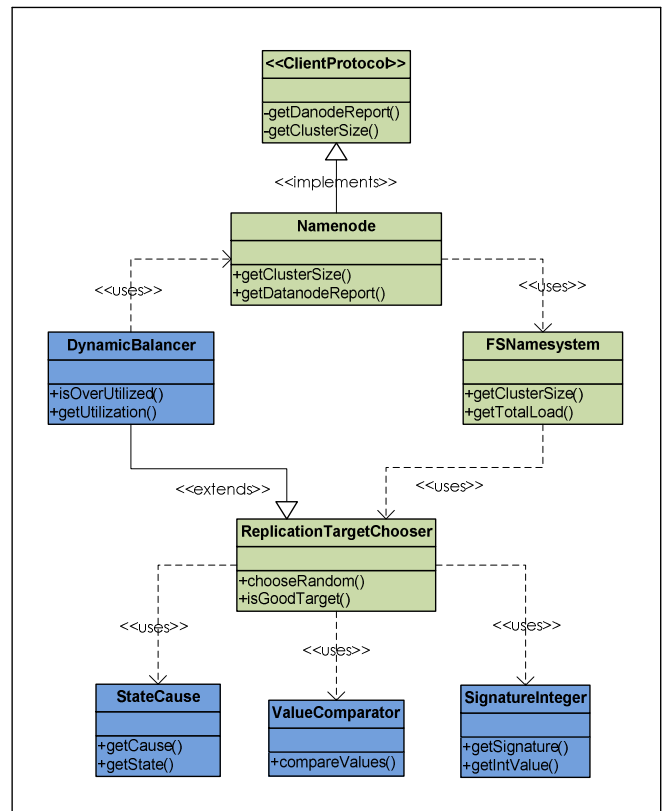 <<ClientProtocol>>
-getDanodeReport()
-getClusterSize()
<<implements>>
Namenode
+getClusterSize()
+getDatanodeReport()
<<uses>>
<<uses>>
DynamicBalancer
+isOverUtilized()
+getUtilization()
FSNamesystem
+getClusterSize()
+getTotalLoad()
<<extends>>
<<uses>>
ReplicationTargetChooser
+chooseRandom()
+isGoodTarget()
<<uses>>
<<uses>>
<<uses>>
StateCause
+getCause()
+getState()
ValueComparator
+compareValues()
SignatureInteger
+getSignature()
+getIntValue()